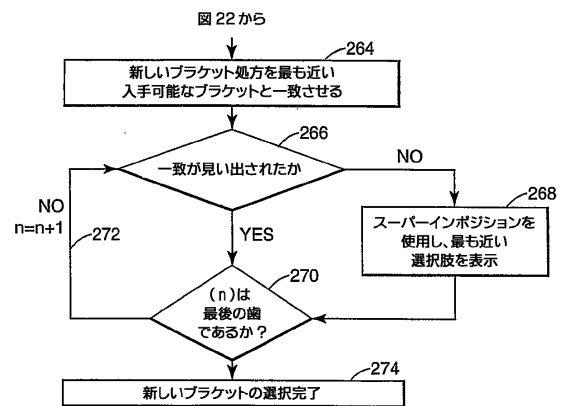 図22から
264
新しいブラケット処方を最も近い
入手可能なブラケットと一致させる
266
一致が見い出されたか
NO
268
スーパーインポジションを
使用し、最も近い
選択肢を表示
NO
n=n+1
272
YES
270
(n)は
最後の歯
であるか?
274
新しいブラケットの選択完了